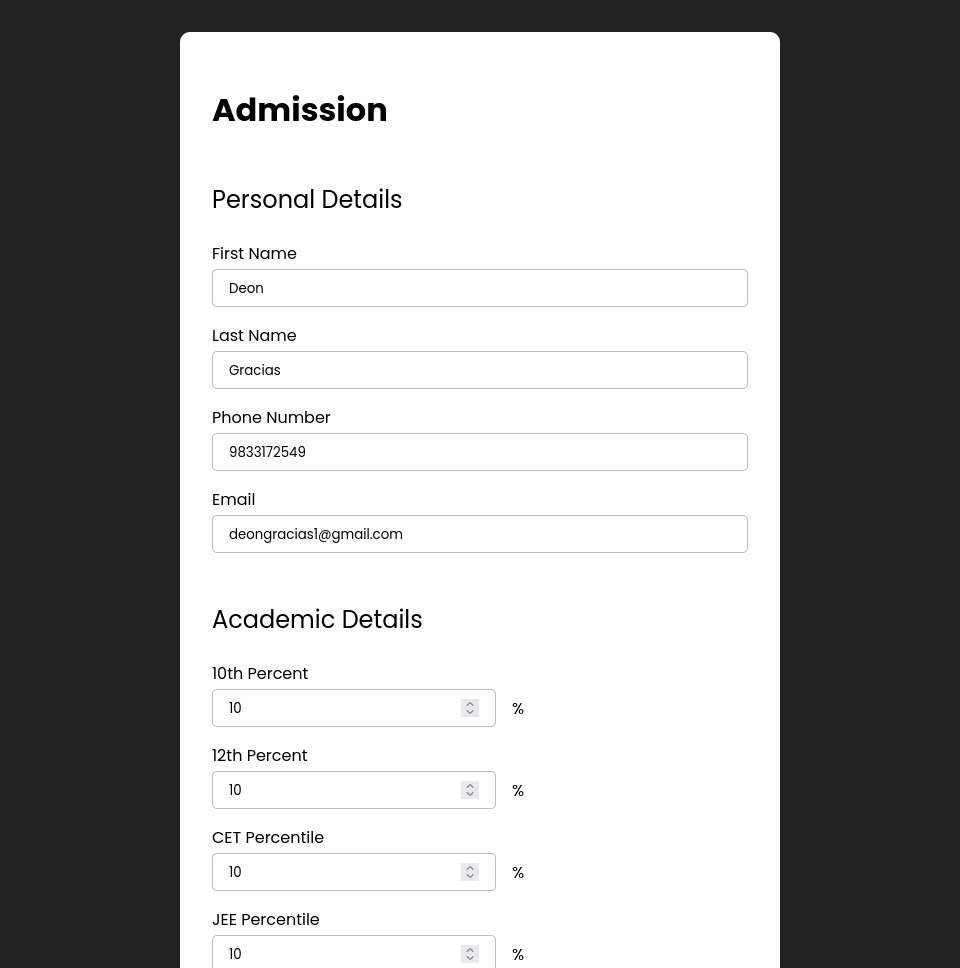 Admission
Personal Details
First Name
Deon
Last Name
Gracias
Phone Number
9833172549
Email
deongracias1@gmail.com
Academic Details
10th Percent
10 %
12th Percent
10 %
CET Percentile
10 %
JEE Percentile
10 %